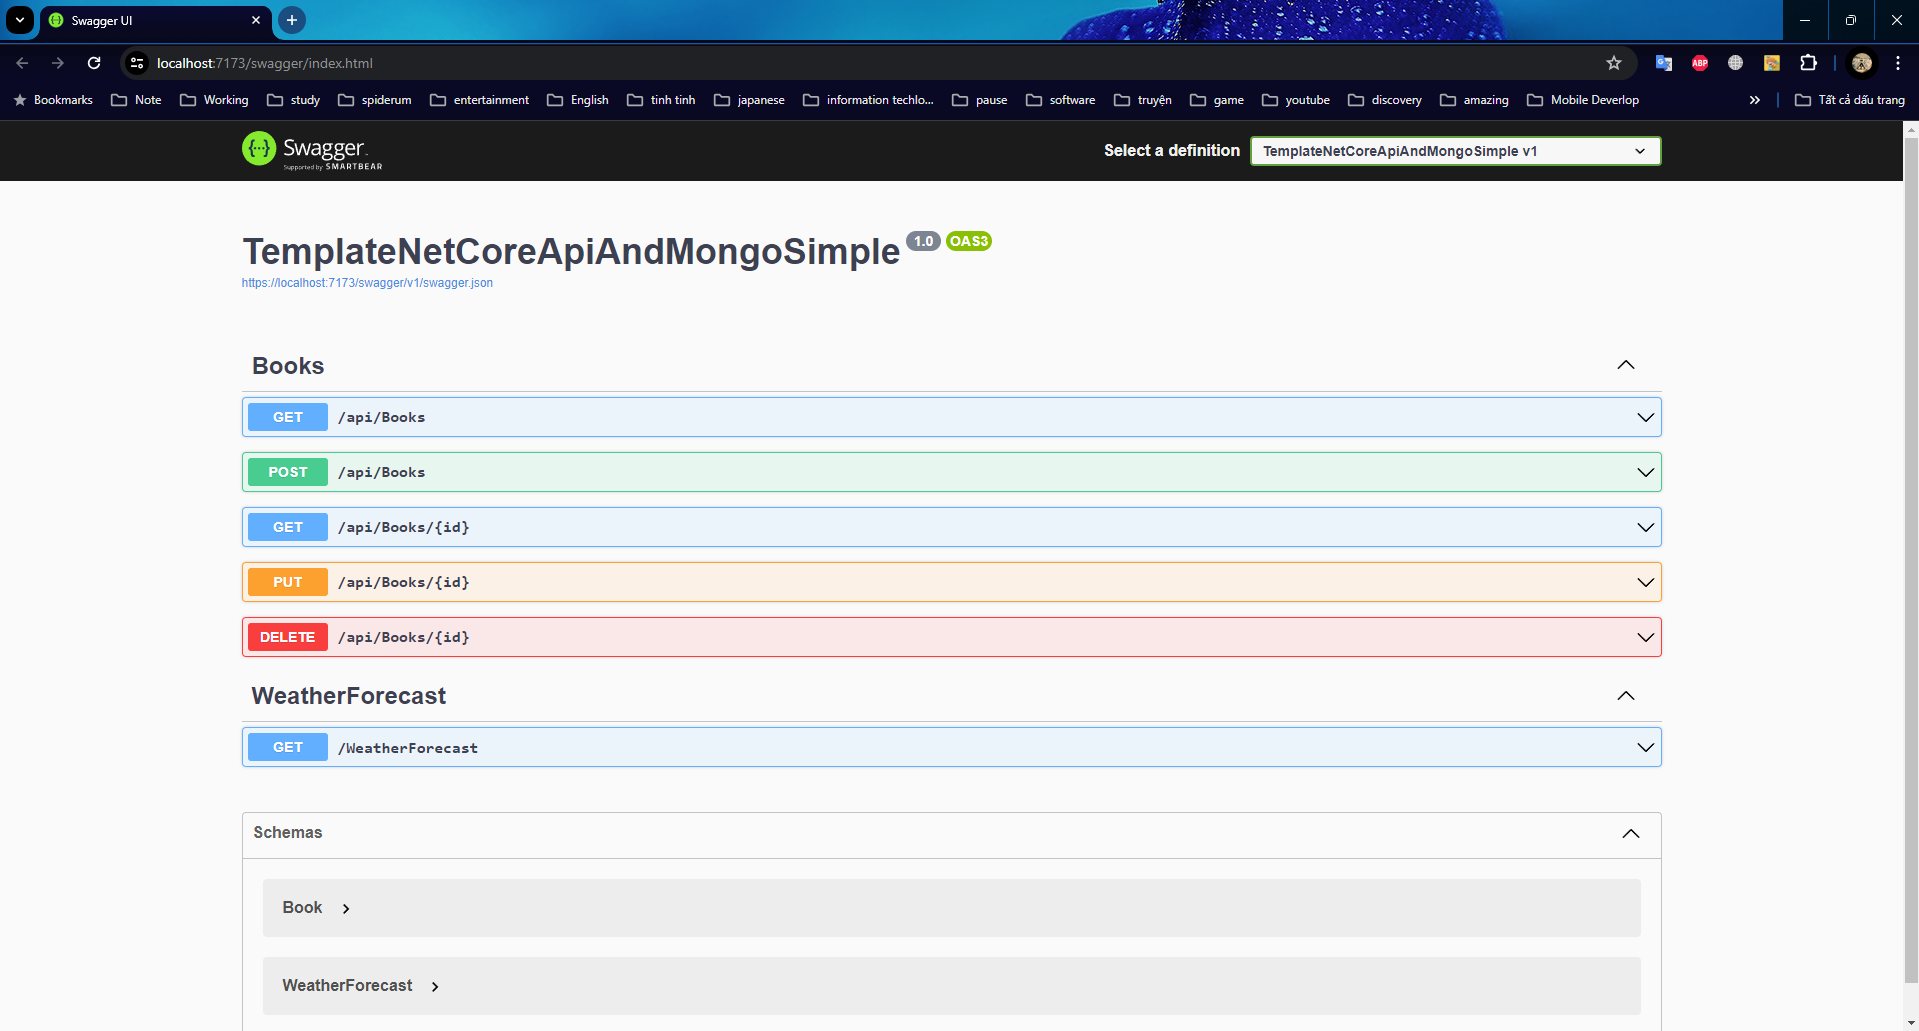 Swagger UI
localhost:7173/swagger/index.html
ABP
Bookmarks Note Working study spiderum entertainment English tinh tinh japanese information techlo... pause software truyện game youtube discovery amazing Mobile Deverlop Tất cả dấu trang
Swagger
Supported by SMARTBEAR
Select a definition TemplateNetCoreApiAndMongoSimple v1
TemplateNetCoreApiAndMongoSimple 1.0 OAS3
https://localhost:7173/swagger/v1/swagger.json
Books
GET /api/Books
POST /api/Books
GET /api/Books/{id}
PUT /api/Books/{id}
DELETE /api/Books/{id}
WeatherForecast
GET /WeatherForecast
Schemas
Book
WeatherForecast